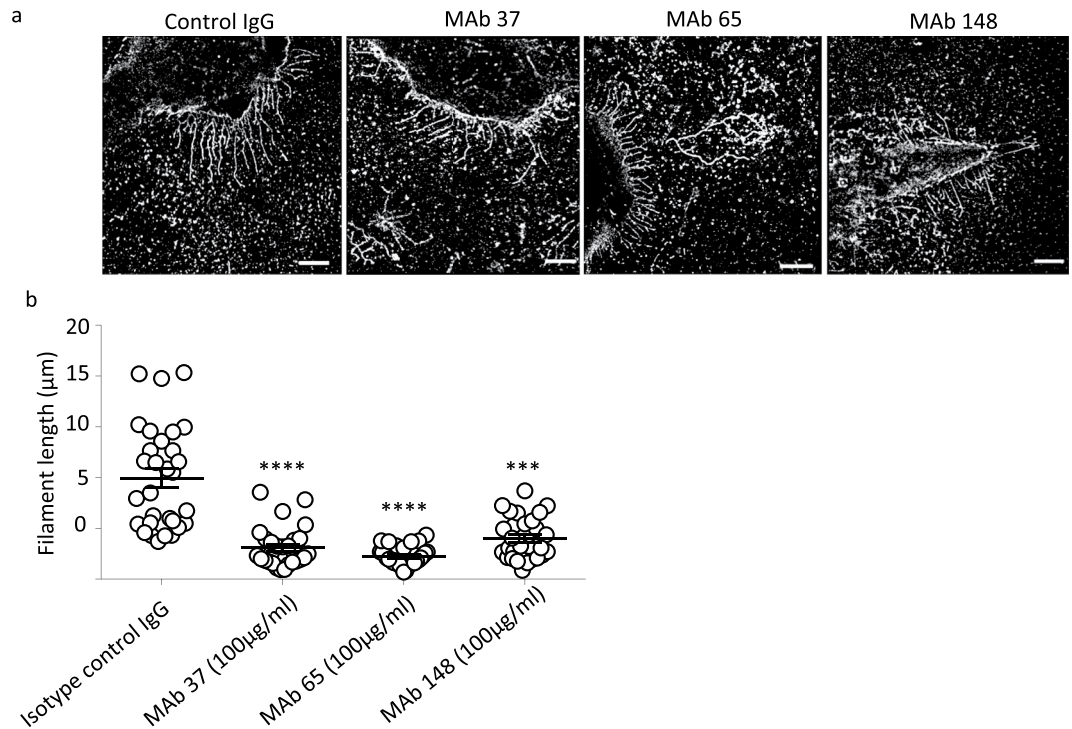 a
Control IgG
MAb 37
MAb 65
MAb 148
b
Filament length (µm)
20
15
10
5
0
****
****
***
Isotype control IgG
MAb 37 (100µg/ml)
MAb 65 (100µg/ml)
MAb 148 (100µg/ml)